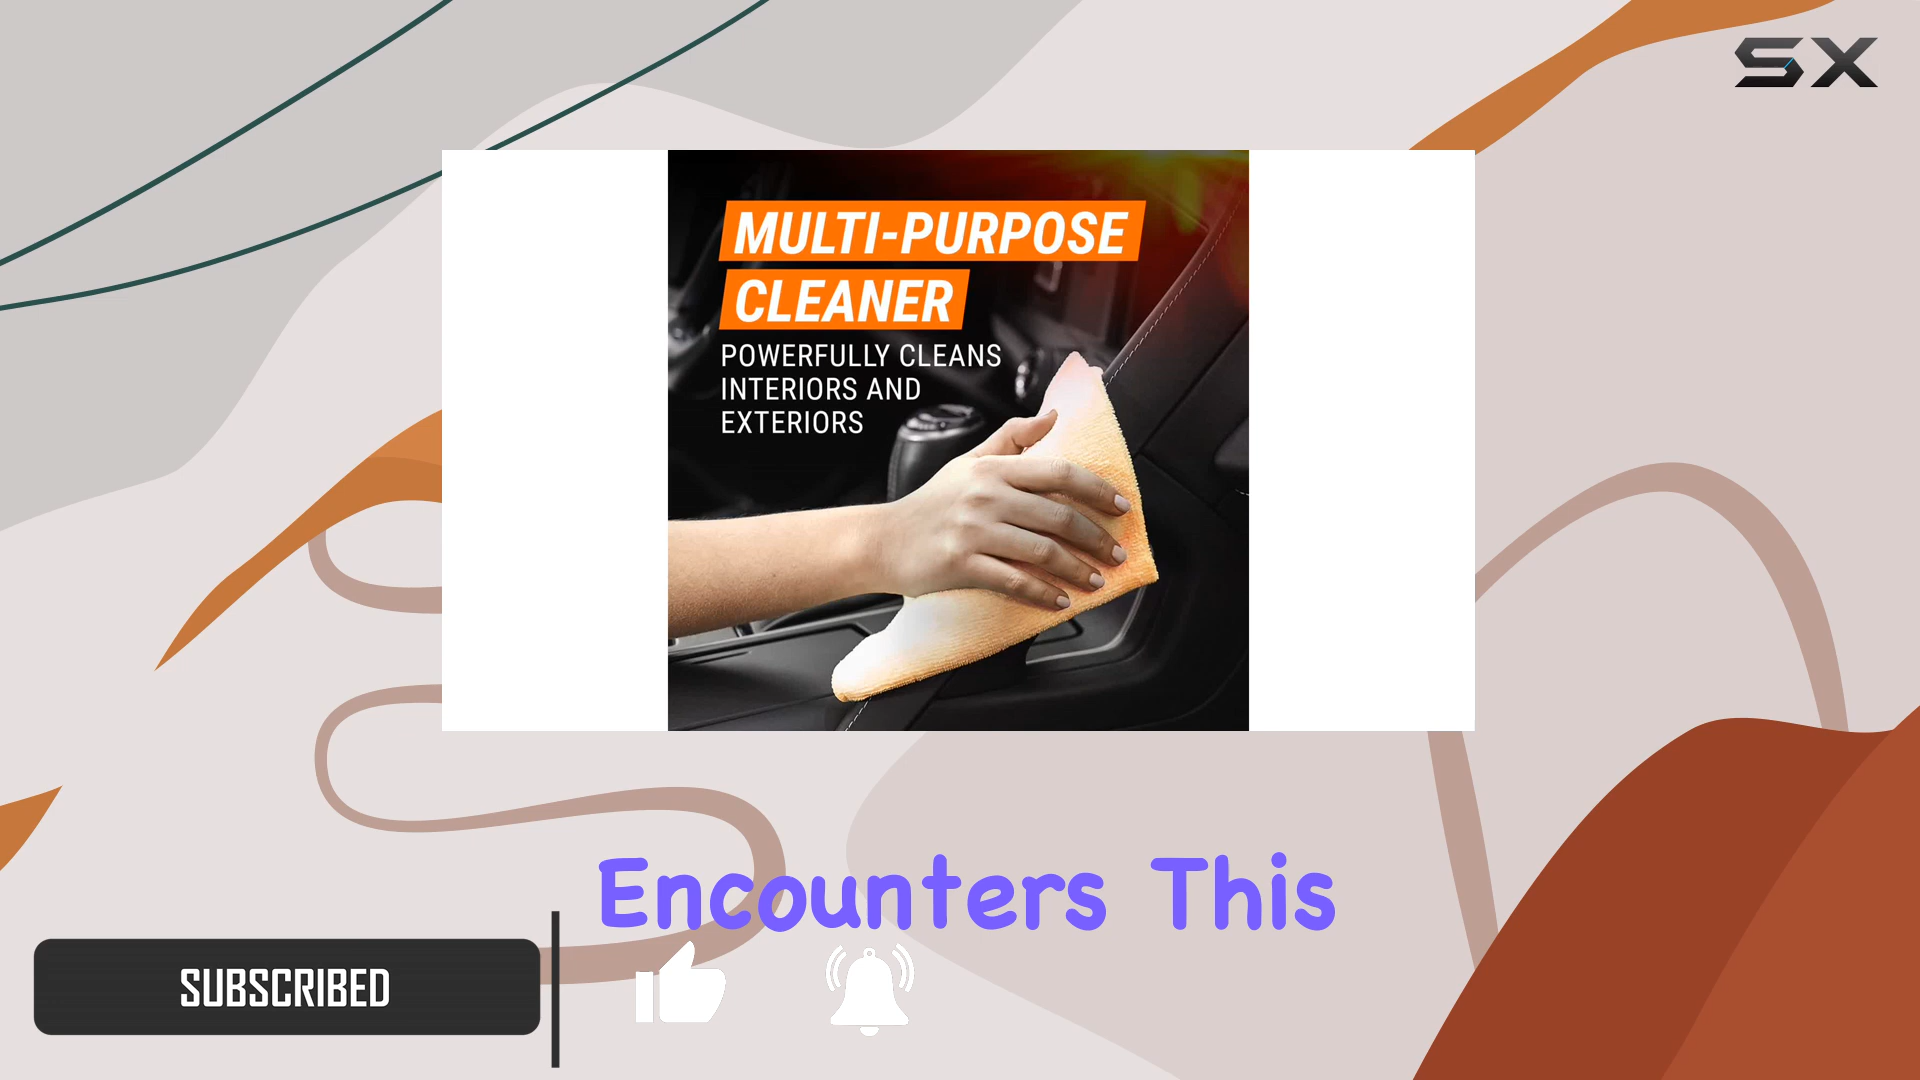 SX
MULTI-PURPOSE
CLEANER
POWERFULLY CLEANS
INTERIORS AND
EXTERIORS
Encounters This
SUBSCRIBED